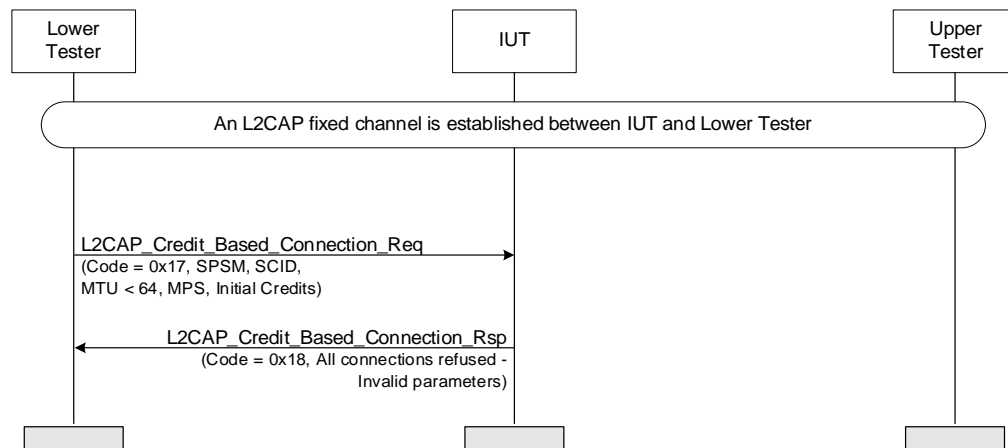 Lower
Tester
IUT
Upper
Tester
An L2CAP fixed channel is established between IUT and Lower Tester
L2CAP_Credit_Based_Connection_Req
(Code = 0x17, SPSM, SCID,
MTU < 64, MPS, Initial Credits)
L2CAP_Credit_Based_Connection_Rsp
(Code = 0x18, All connections refused -
Invalid parameters)